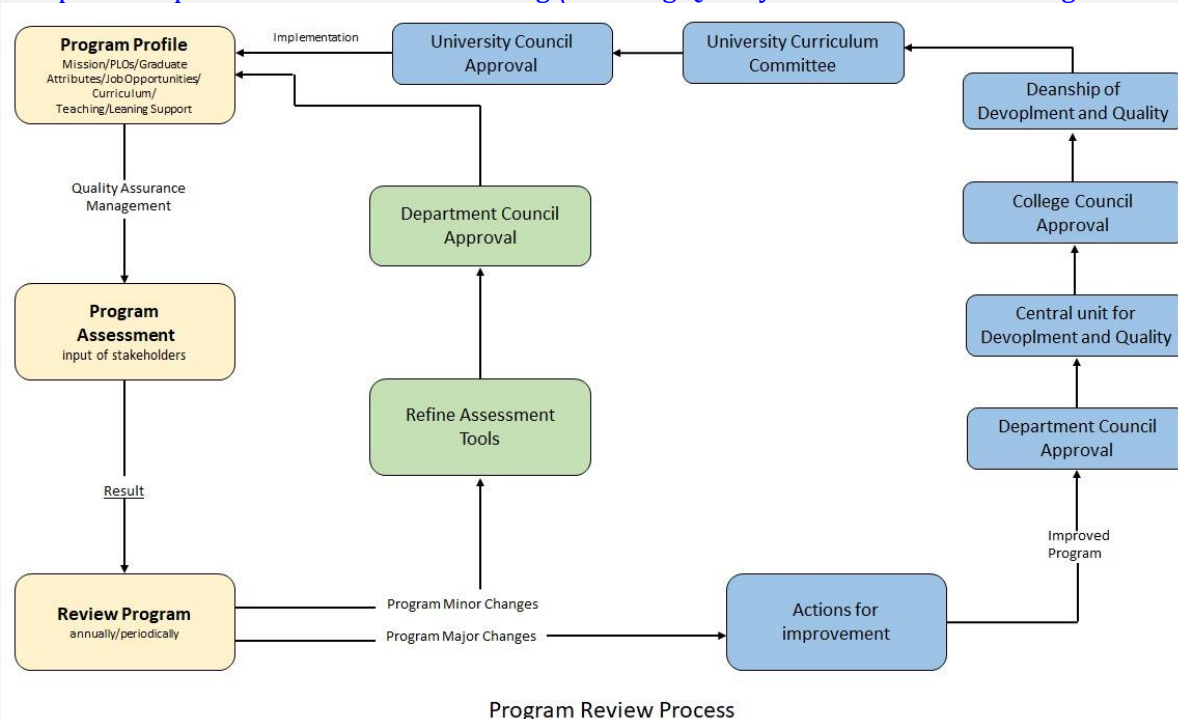 Program Profile
Mission/PLOs/Graduate
Attributes/Job Opportunities/
Curriculum/
Teaching/Leaning Support
Implementation
University Council
Approval
University Curriculum
Committee
Deanship of
Devoplment and Quality
Quality Assurance
Management
Department Council
Approval
College Council
Approval
Program
Assessment
input of stakeholders
Central unit for
Devoplment and Quality
Refine Assessment
Tools
Department Council
Approval
Result
Improved
Program
Review Program
annually/periodically
Program Minor Changes
Program Major Changes
Actions for
improvement
Program Review Process